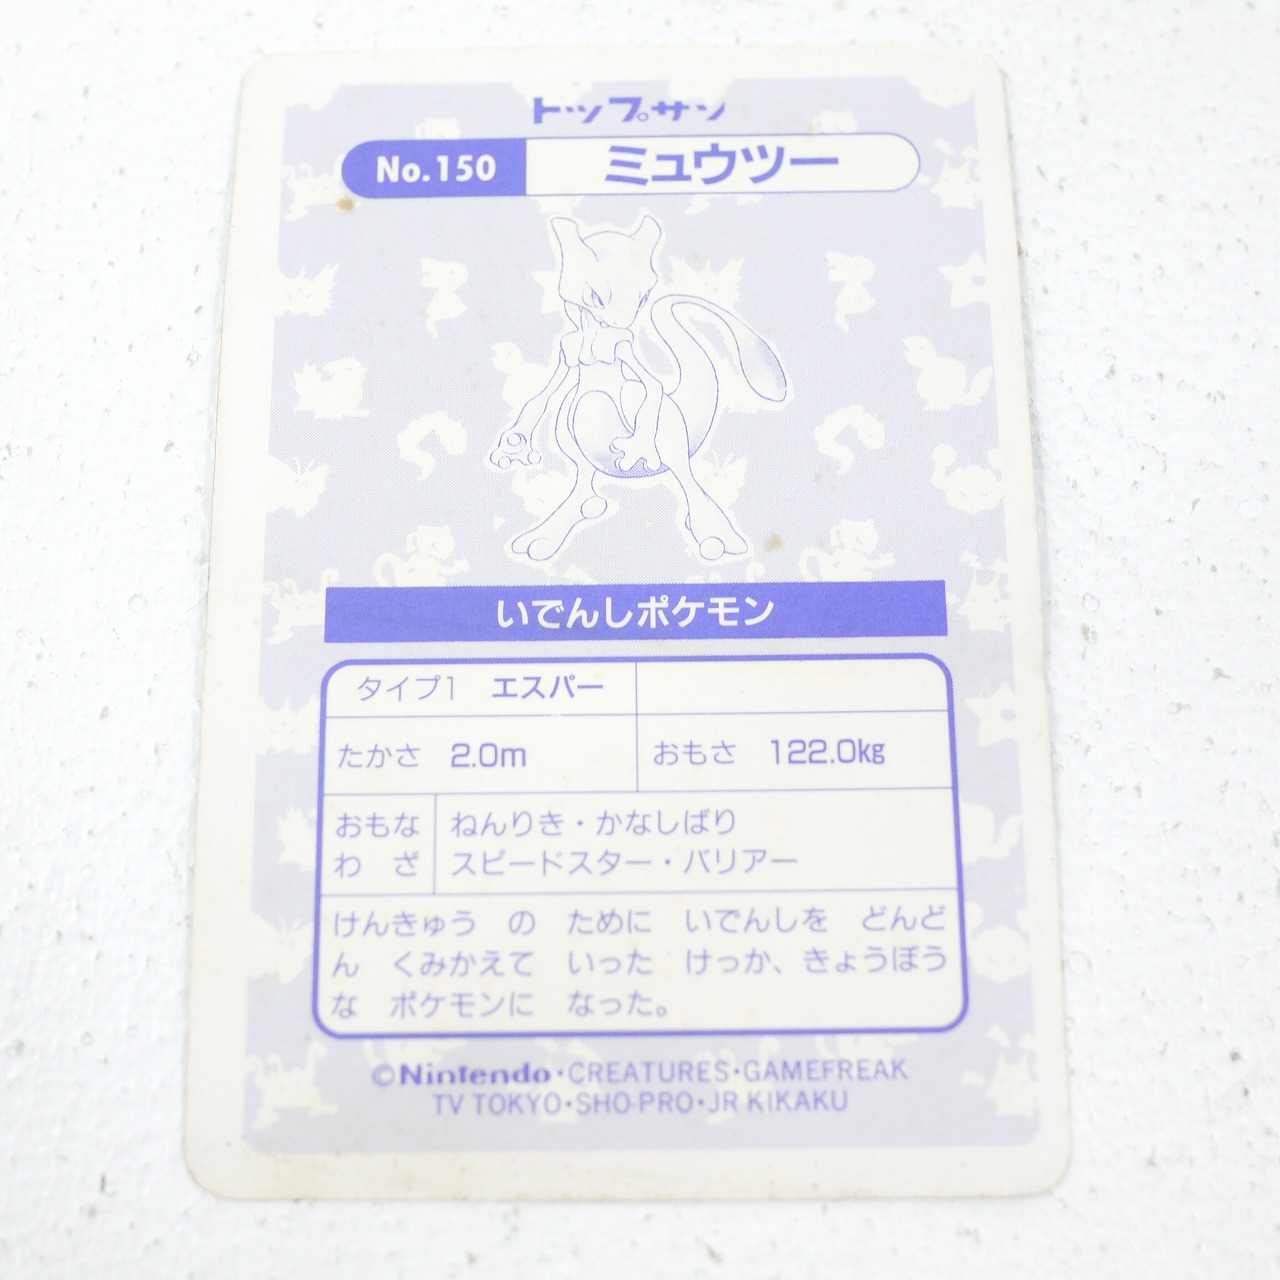 トップサン
No.150 ミュウツー
いでんしポケモン
タイプ1 エスパー
たかさ 2.0m おもさ 122.0kg
おもな ねんりき・かなしばり
わ ざ スピードスター・バリアー
けんきゅう の ために いでんしを どんど
ん くみかえて いった けっか、きょうぼう
な ポケモンに なった。
©Nintendo・CREATURES・GAMEFREAK
TV TOKYO・SHO-PRO・JR KIKAKU